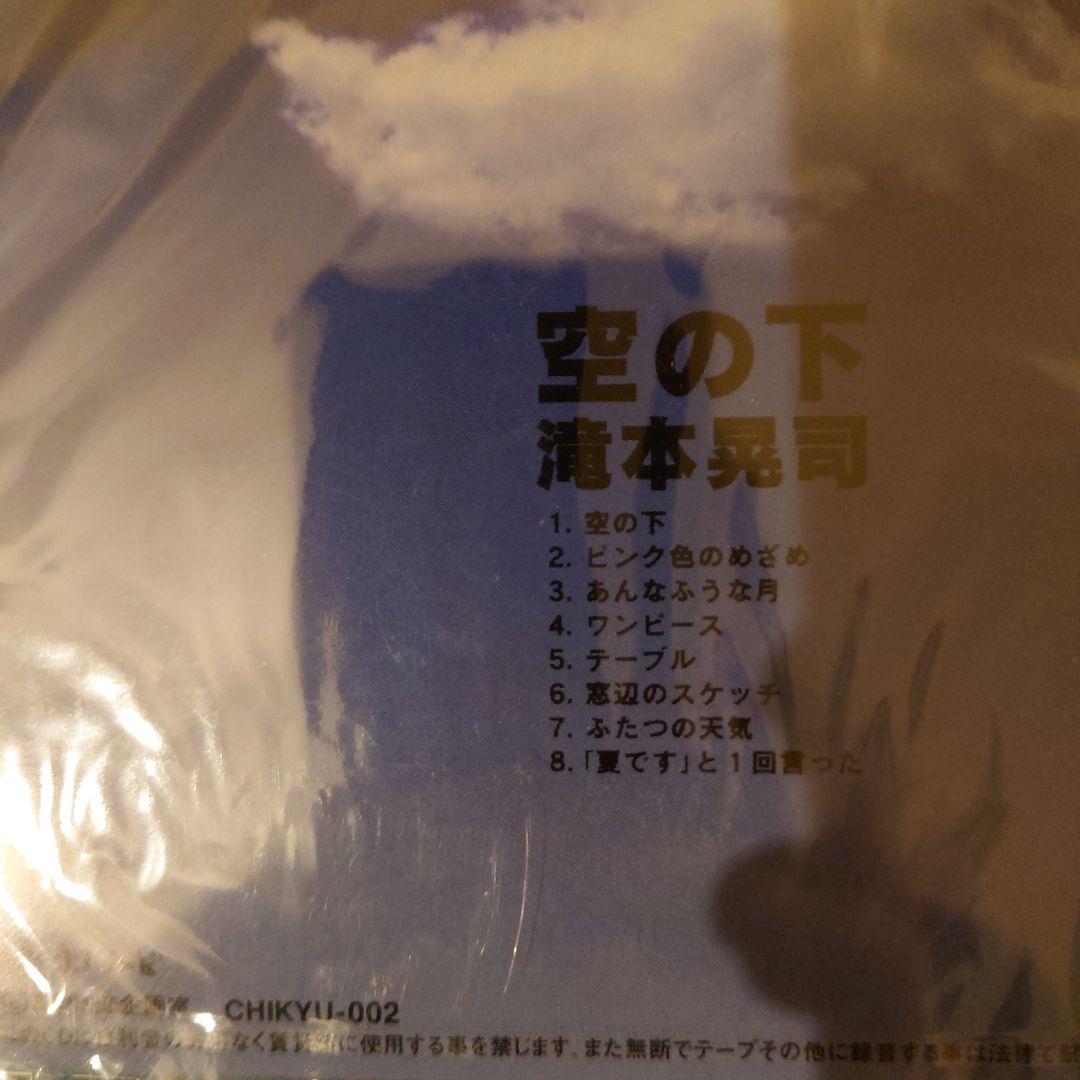 空の下
滝本晃司
1. 空の下
2. ピンク色のめざめ
3. あんなふうな月
4. ワンピース
5. テーブル
6. 窓辺のスケッチ
7. ふたつの天気
8.「夏です」と1回言った
企画室 CHIKYU-002
なく賃貸業に使用する事を禁じます。また無断でテープその他に録音する事は法律で